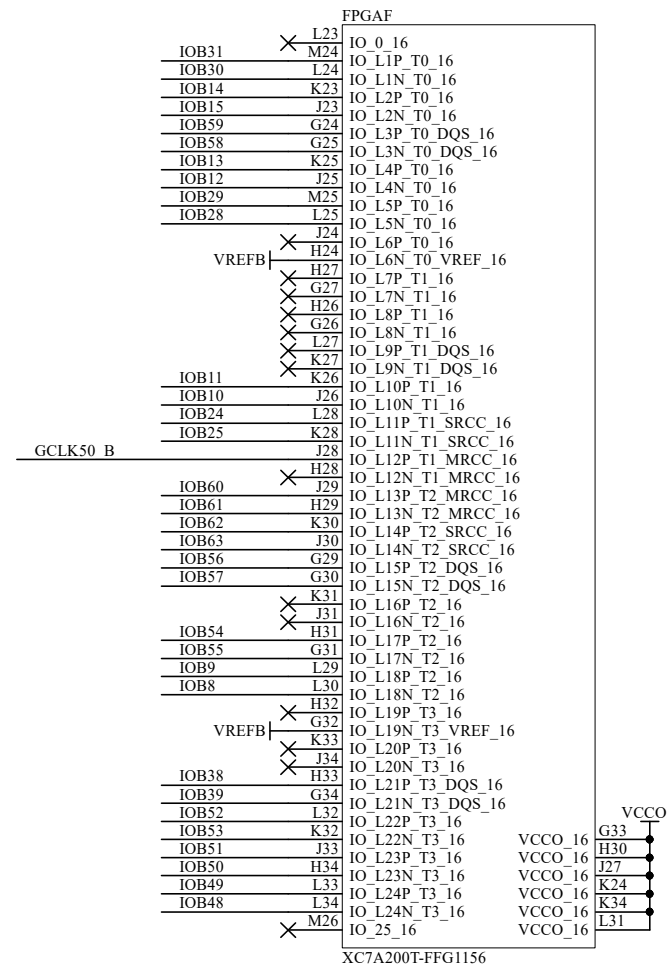 FPGAF
L23 IO_0_16
IOB31 M24 IO_L1P_T0_16
IOB30 L24 IO_L1N_T0_16
IOB14 K23 IO_L2P_T0_16
IOB15 J23 IO_L2N_T0_16
IOB59 G24 IO_L3P_T0_DQS_16
IOB58 G25 IO_L3N_T0_DQS_16
IOB13 K25 IO_L4P_T0_16
IOB12 J25 IO_L4N_T0_16
IOB29 M25 IO_L5P_T0_16
IOB28 L25 IO_L5N_T0_16
J24 IO_L6P_T0_16
VREFB H24 IO_L6N_T0_VREF_16
H27 IO_L7P_T1_16
G27 IO_L7N_T1_16
H26 IO_L8P_T1_16
G26 IO_L8N_T1_16
L27 IO_L9P_T1_DQS_16
K27 IO_L9N_T1_DQS_16
IOB11 K26 IO_L10P_T1_16
IOB10 J26 IO_L10N_T1_16
IOB24 L28 IO_L11P_T1_SRCC_16
IOB25 K28 IO_L11N_T1_SRCC_16
GCLK50_B J28 IO_L12P_T1_MRCC_16
H28 IO_L12N_T1_MRCC_16
IOB60 J29 IO_L13P_T2_MRCC_16
IOB61 H29 IO_L13N_T2_MRCC_16
IOB62 K30 IO_L14P_T2_SRCC_16
IOB63 J30 IO_L14N_T2_SRCC_16
IOB56 G29 IO_L15P_T2_DQS_16
IOB57 G30 IO_L15N_T2_DQS_16
K31 IO_L16P_T2_16
J31 IO_L16N_T2_16
IOB54 H31 IO_L17P_T2_16
IOB55 G31 IO_L17N_T2_16
IOB9 L29 IO_L18P_T2_16
IOB8 L30 IO_L18N_T2_16
H32 IO_L19P_T3_16
VREFB G32 IO_L19N_T3_VREF_16
K33 IO_L20P_T3_16
J34 IO_L20N_T3_16
IOB38 H33 IO_L21P_T3_DQS_16
IOB39 G34 IO_L21N_T3_DQS_16
IOB52 L32 IO_L22P_T3_16 VCCO
IOB53 K32 IO_L22N_T3_16 VCCO_16 G33
IOB51 J33 IO_L23P_T3_16 VCCO_16 H30
IOB50 H34 IO_L23N_T3_16 VCCO_16 J27
IOB49 L33 IO_L24P_T3_16 VCCO_16 K24
IOB48 L34 IO_L24N_T3_16 VCCO_16 K34
M26 IO_25_16 VCCO_16 L31
XC7A200T-FFG1156